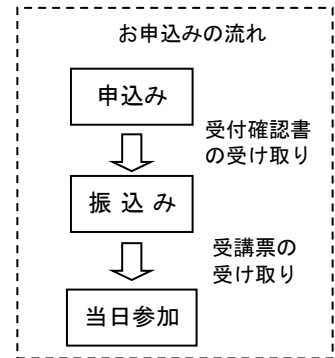 お申込みの流れ
申込み
受付確認書
の受け取り
振 込 み
受講票の
受け取り
当日参加